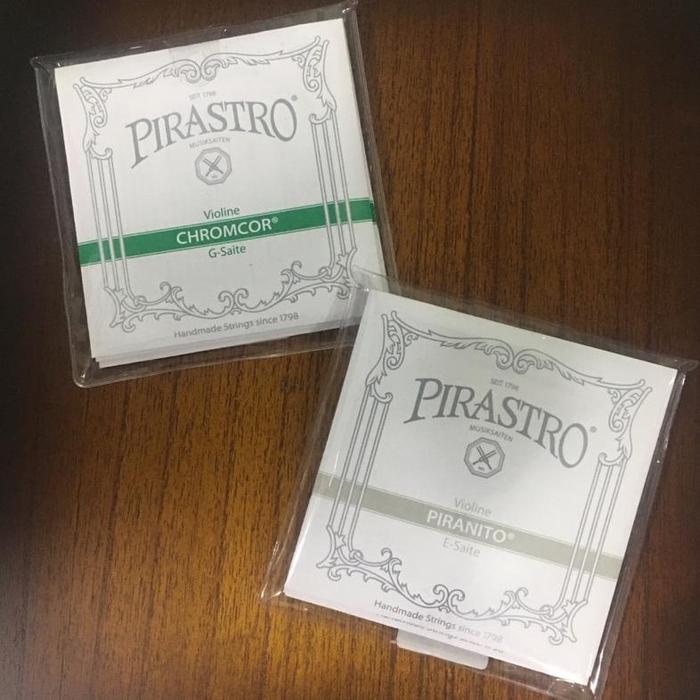 SEIT 1798
PIRASTRO®
MUSIKSAITEN
Violine
CHROMCOR®
G-Saite
Handmade Strings since 1798
SEIT 1798
PIRASTRO®
MUSIKSAITEN
Violine
PIRANITO®
E-Saite
Handmade Strings since 1798